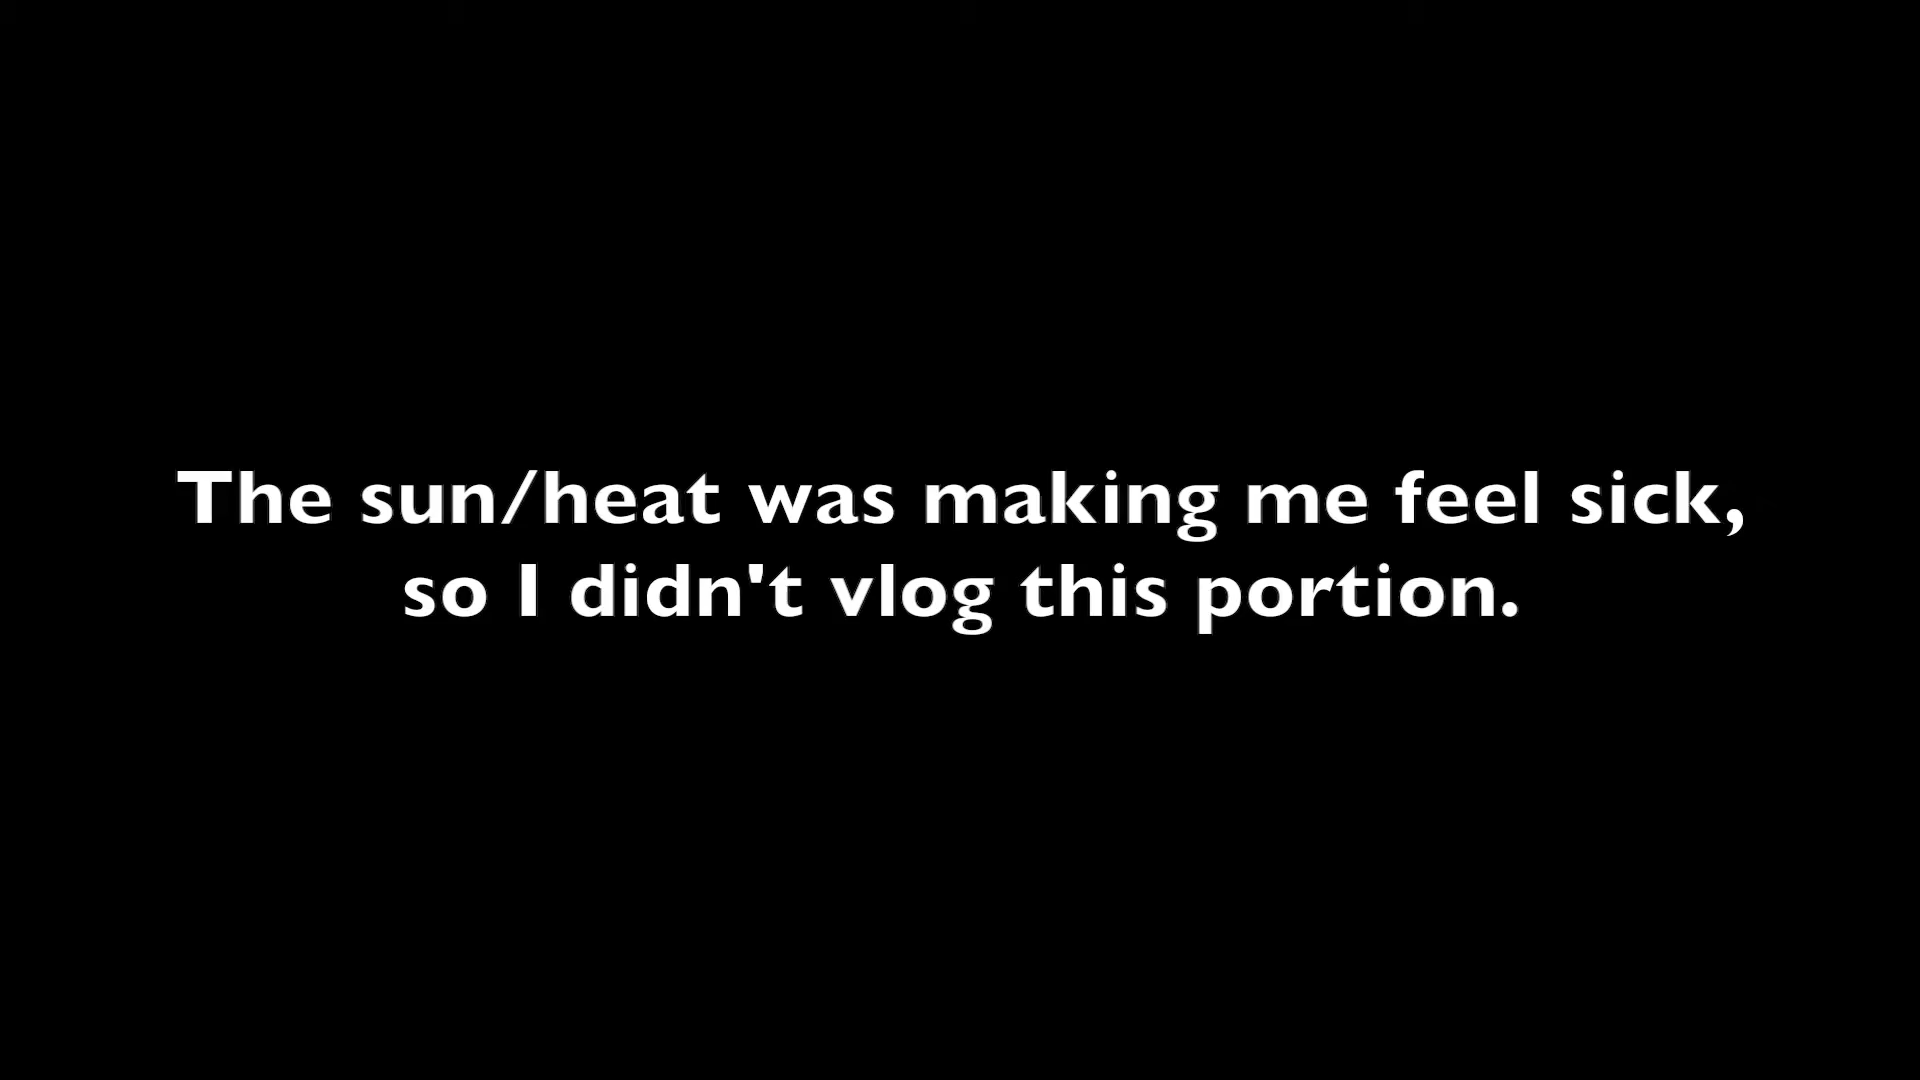 The sun/heat was making me feel sick,
so I didn't vlog this portion.